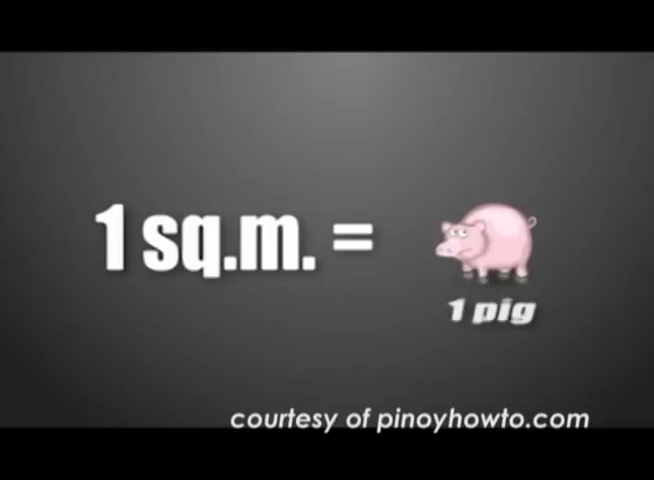 1 sq.m. =
1 pig
courtesy of pinoyhowto.com